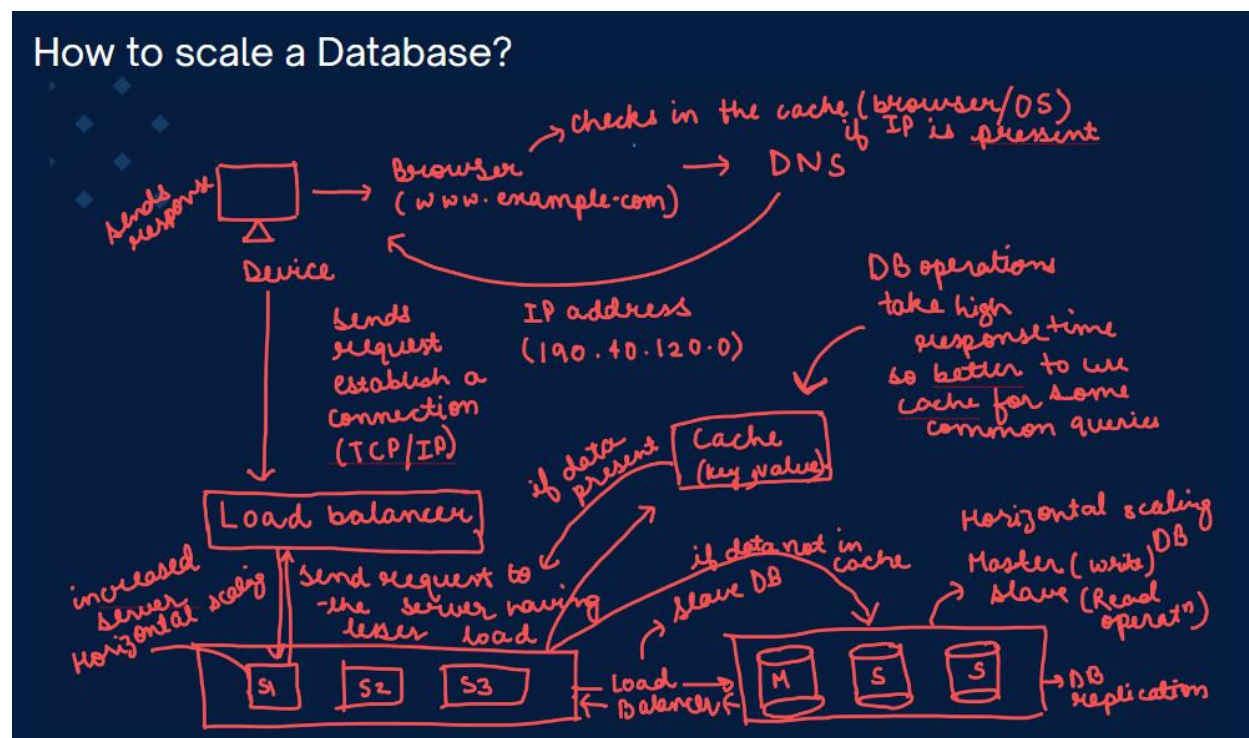 How to scale a Database?
checks in the cache (browser/OS)
if IP is pressent
Browser
(www.example.com)
DNS
sends
response
Device
IP address
(190.40.120.0)
sends
request
establish a
connection
(TCP/IP)
DB operations
take high
response time
so better to use
cache for some
common queries
Cache
(key, value)
if data
present
Load balancer
increased
server
Horizontal scaling
send request to
the server having
lesser load
if data not in
cache
Horizontal scaling
DB
Master (write)
slave (Read
operatn)
slave DB
S1
S2
S3
Load
Balancer
M
S
S
DB
replication